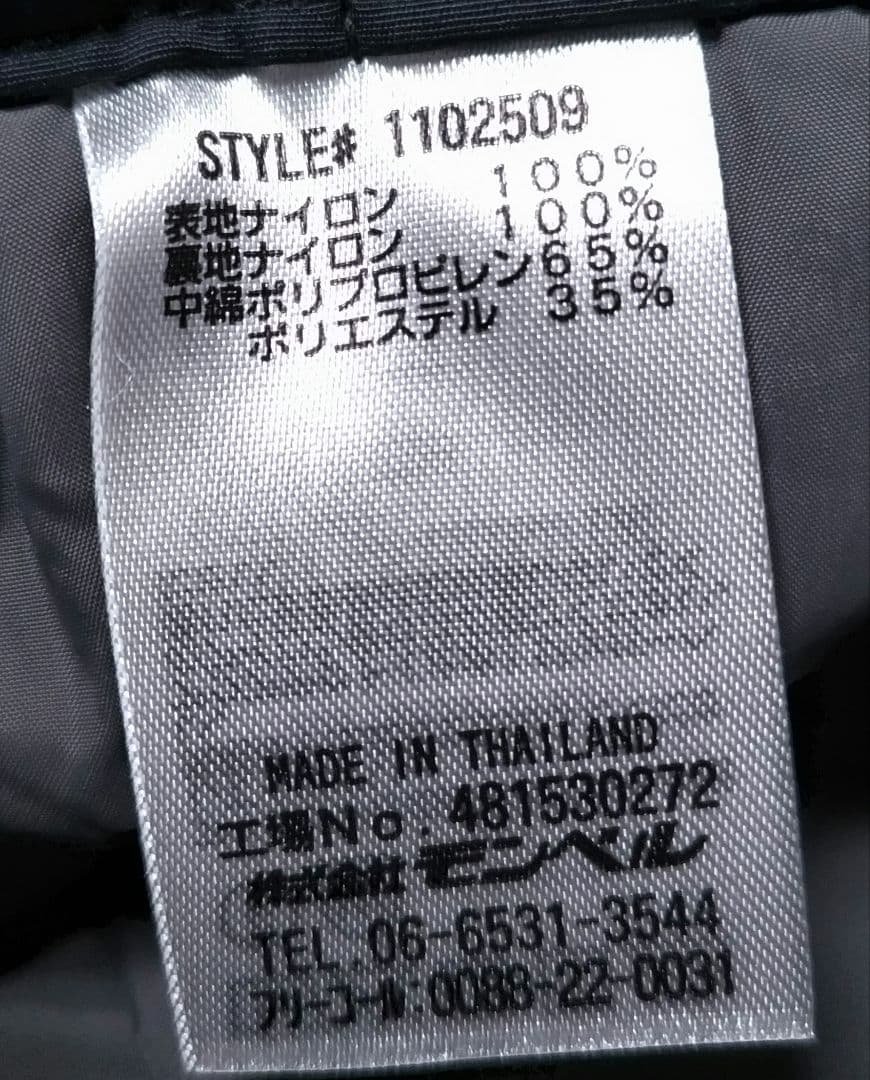 STYLE# 1102509
表地ナイロン 100%
裏地ナイロン 100%
中綿ポリプロピレン65%
ポリエステル 35%
MADE IN THAILAND
工場No. 481530272
株式会社 モンベル
TEL.06-6531-3544
フリーコール:0088-22-0031